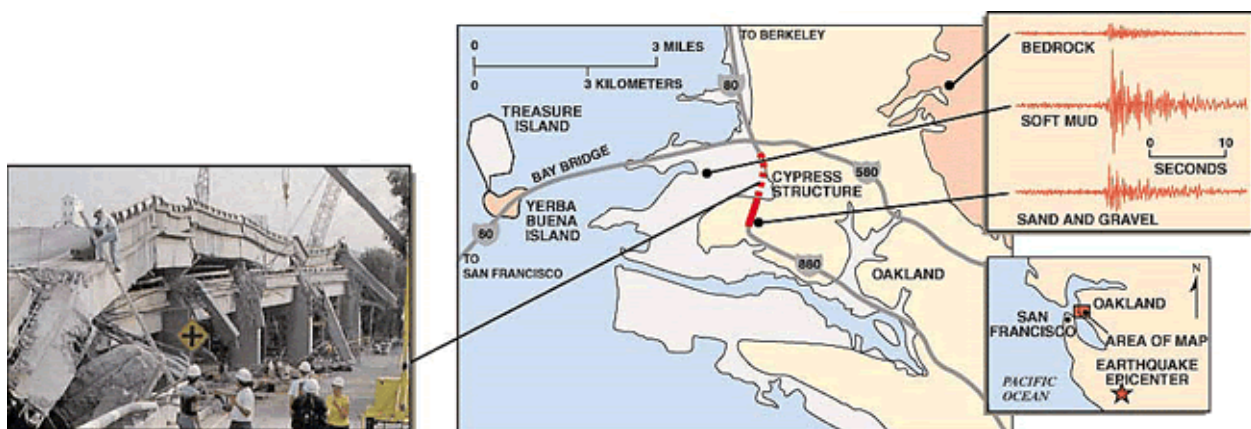 0
3 MILES
0
3 KILOMETERS
TO BERKELEY
80
TREASURE
ISLAND
BAY BRIDGE
YERBA
BUENA
ISLAND
80
TO
SAN FRANCISCO
CYPRESS
STRUCTURE
580
880
OAKLAND
BEDROCK
SOFT MUD
0
10
SECONDS
SAND AND GRAVEL
N
OAKLAND
SAN
FRANCISCO
AREA OF MAP
EARTHQUAKE
EPICENTER
PACIFIC
OCEAN